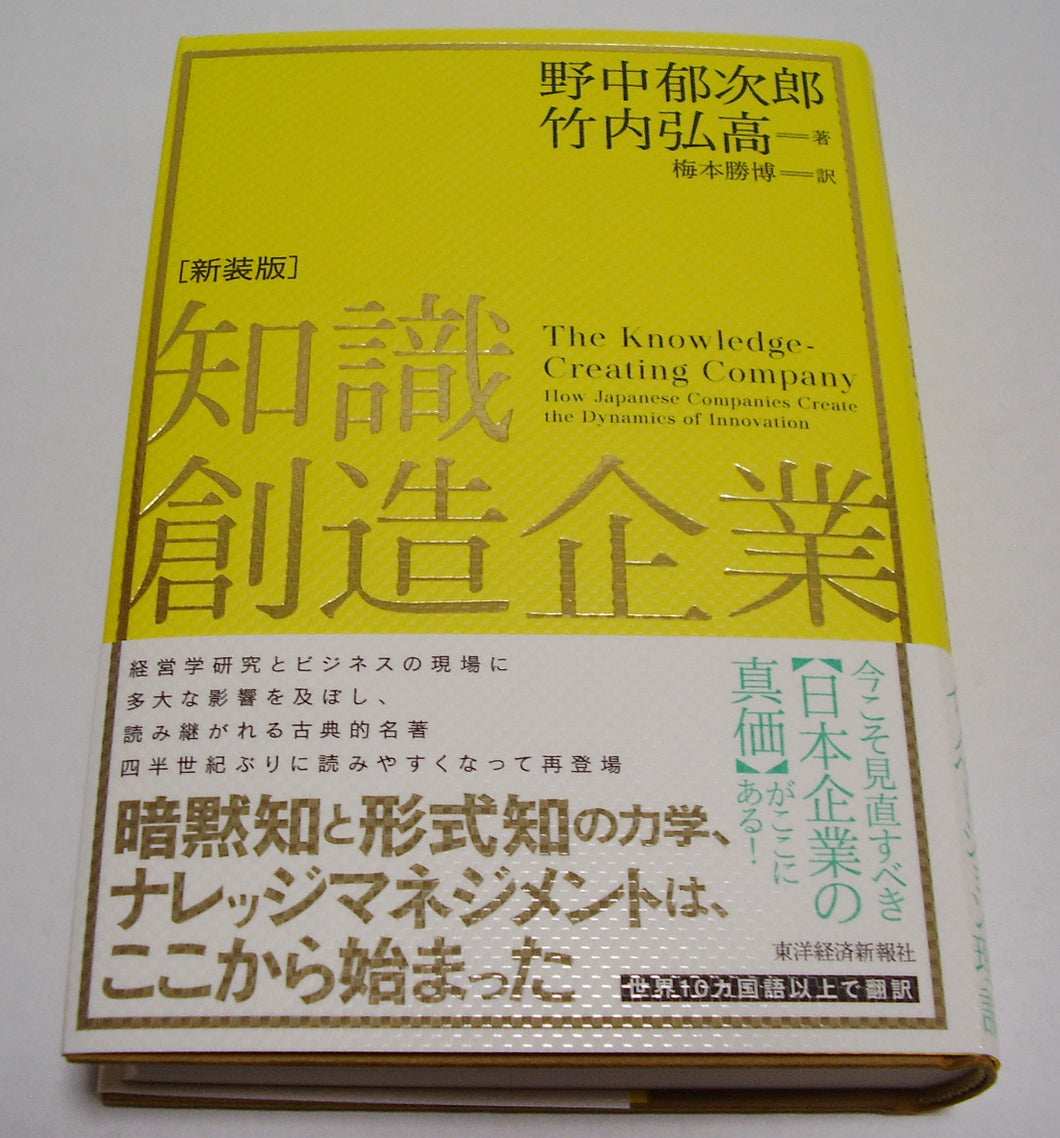 野中郁次郎
竹内弘高══著
梅本勝博══訳
［新装版］
知識
創造企業
The Knowledge-
Creating Company
How Japanese Companies Create
the Dynamics of Innovation
経営学研究とビジネスの現場に
多大な影響を及ぼし、
読み継がれる古典的名著
四半世紀ぶりに読みやすくなって再登場
暗黙知と形式知の力学、
ナレッジマネジメントは、
ここから始まった
今こそ見直すべき
【日本企業の
真価】がここに
ある！
東洋経済新報社
世界10カ国語以上で翻訳